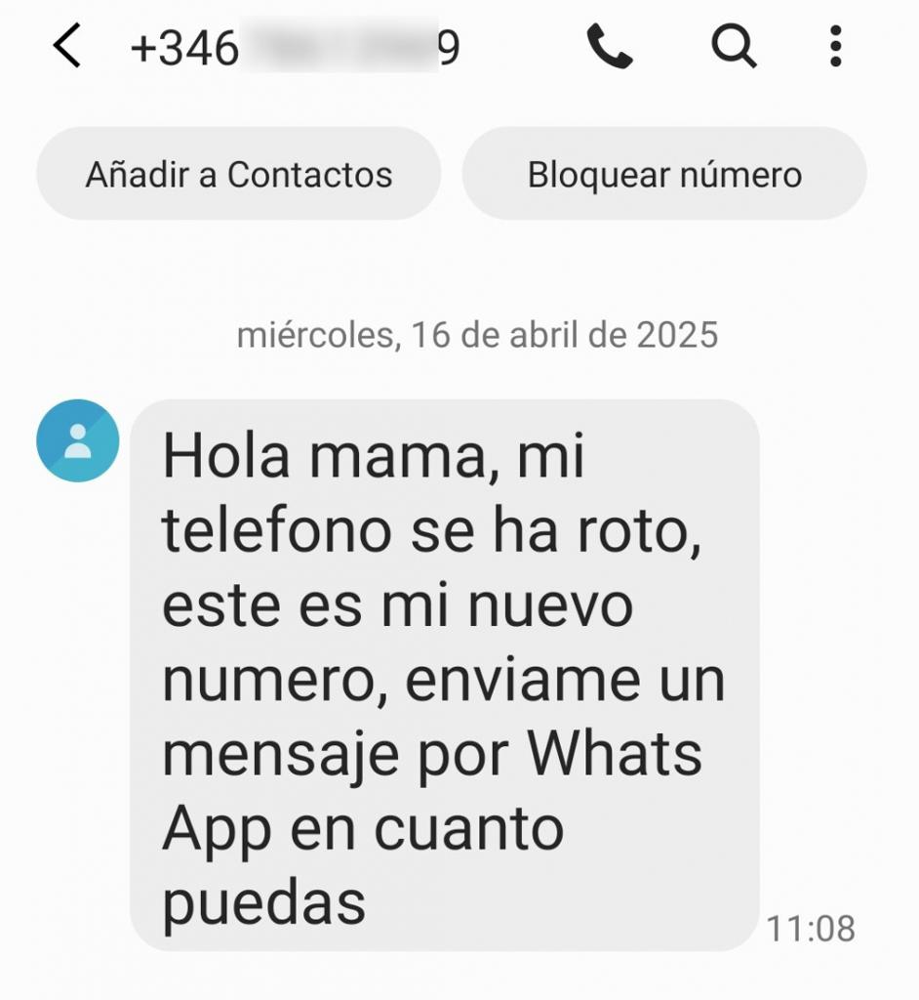 +346 9
Añadir a Contactos
Bloquear número
miércoles, 16 de abril de 2025
Hola mama, mi
telefono se ha roto,
este es mi nuevo
numero, enviame un
mensaje por Whats
App en cuanto
puedas
11:08